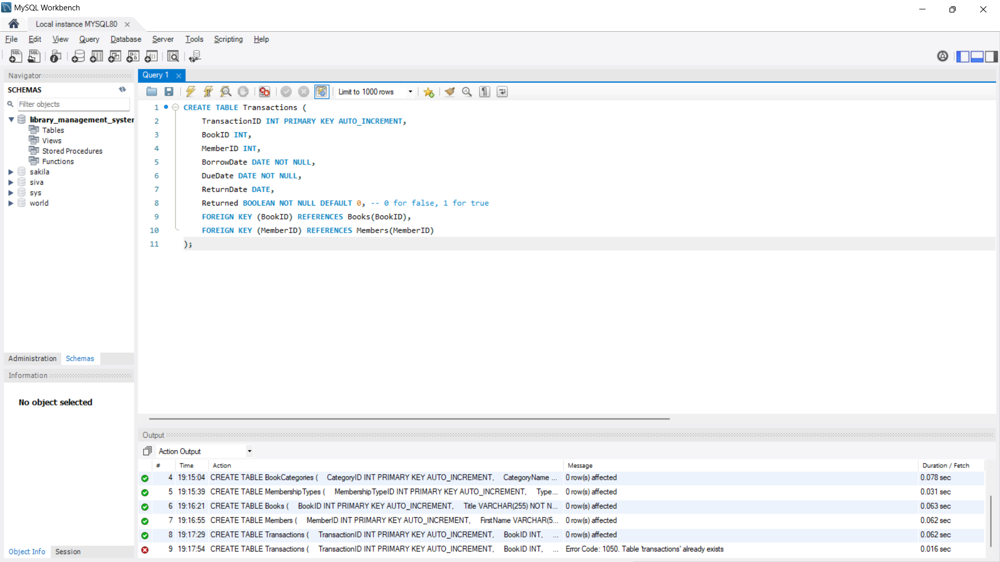 MySQL Workbench
Local instance MYSQL80
File Edit View Query Database Server Tools Scripting Help
Navigator
SCHEMAS
Filter objects
library_management_syster
Tables
Views
Stored Procedures
Functions
sakila
siva
sys
world
Administration Schemas
Information
No object selected
Object Info Session
Query 1
Limit to 1000 rows
1 CREATE TABLE Transactions (
2 TransactionID INT PRIMARY KEY AUTO_INCREMENT,
3 BookID INT,
4 MemberID INT,
5 BorrowDate DATE NOT NULL,
6 DueDate DATE NOT NULL,
7 ReturnDate DATE,
8 Returned BOOLEAN NOT NULL DEFAULT 0, -- 0 for false, 1 for true
9 FOREIGN KEY (BookID) REFERENCES Books(BookID),
10 FOREIGN KEY (MemberID) REFERENCES Members(MemberID)
11 );
Output
Action Output
# Time Action Message Duration / Fetch
4 19:15:04 CREATE TABLE BookCategories ( CategoryID INT PRIMARY KEY AUTO_INCREMENT, CategoryName ... 0 row(s) affected 0.078 sec
5 19:15:39 CREATE TABLE MembershipTypes ( MembershipTypeID INT PRIMARY KEY AUTO_INCREMENT, Type... 0 row(s) affected 0.031 sec
6 19:16:21 CREATE TABLE Books ( BookID INT PRIMARY KEY AUTO_INCREMENT, Title VARCHAR(255) NOT N... 0 row(s) affected 0.063 sec
7 19:16:55 CREATE TABLE Members ( MemberID INT PRIMARY KEY AUTO_INCREMENT, FirstName VARCHAR(5... 0 row(s) affected 0.062 sec
8 19:17:29 CREATE TABLE Transactions ( TransactionID INT PRIMARY KEY AUTO_INCREMENT, BookID INT, ... 0 row(s) affected 0.062 sec
9 19:17:54 CREATE TABLE Transactions ( TransactionID INT PRIMARY KEY AUTO_INCREMENT, BookID INT, ... Error Code: 1050. Table 'transactions' already exists 0.016 sec